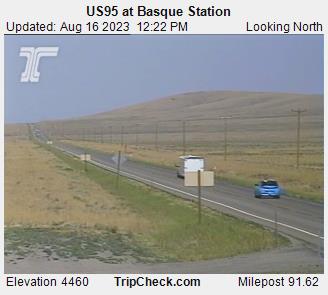 US95 at Basque Station
Updated: Aug 16 2023 12:22 PM Looking North
Elevation 4460 TripCheck.com Milepost 91.62